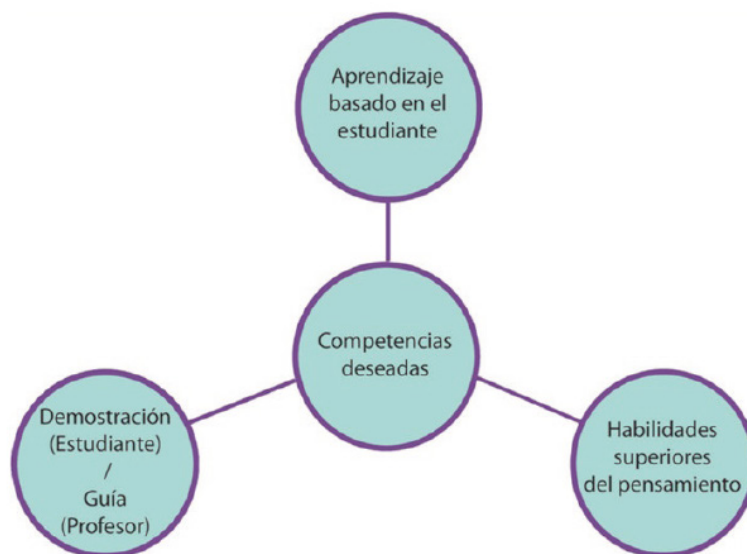 Aprendizaje
basado en el
estudiante
Competencias
deseadas
Demostración
(Estudiante)
/
Guía
(Profesor)
Habilidades
superiores
del pensamiento